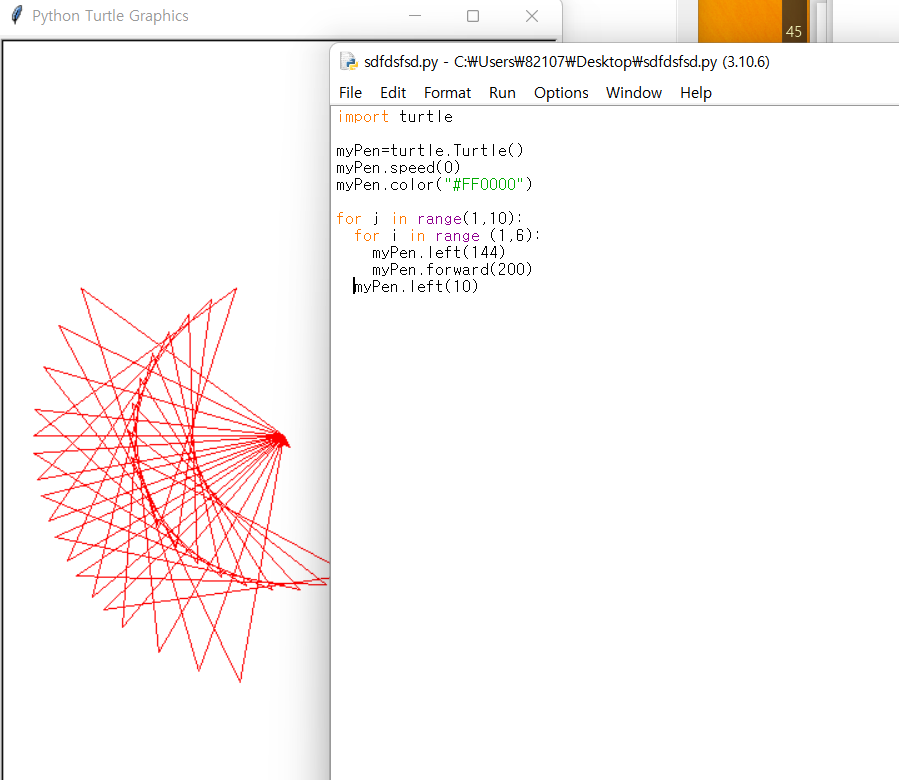 Python Turtle Graphics
45
sdfdsfsd.py - C:₩Users₩82107₩Desktop₩sdfdsfsd.py (3.10.6)
File Edit Format Run Options Window Help
import turtle
myPen=turtle.Turtle()
myPen.speed(0)
myPen.color("#FF0000")
for j in range(1,10):
  for i in range (1,6):
    myPen.left(144)
    myPen.forward(200)
  myPen.left(10)